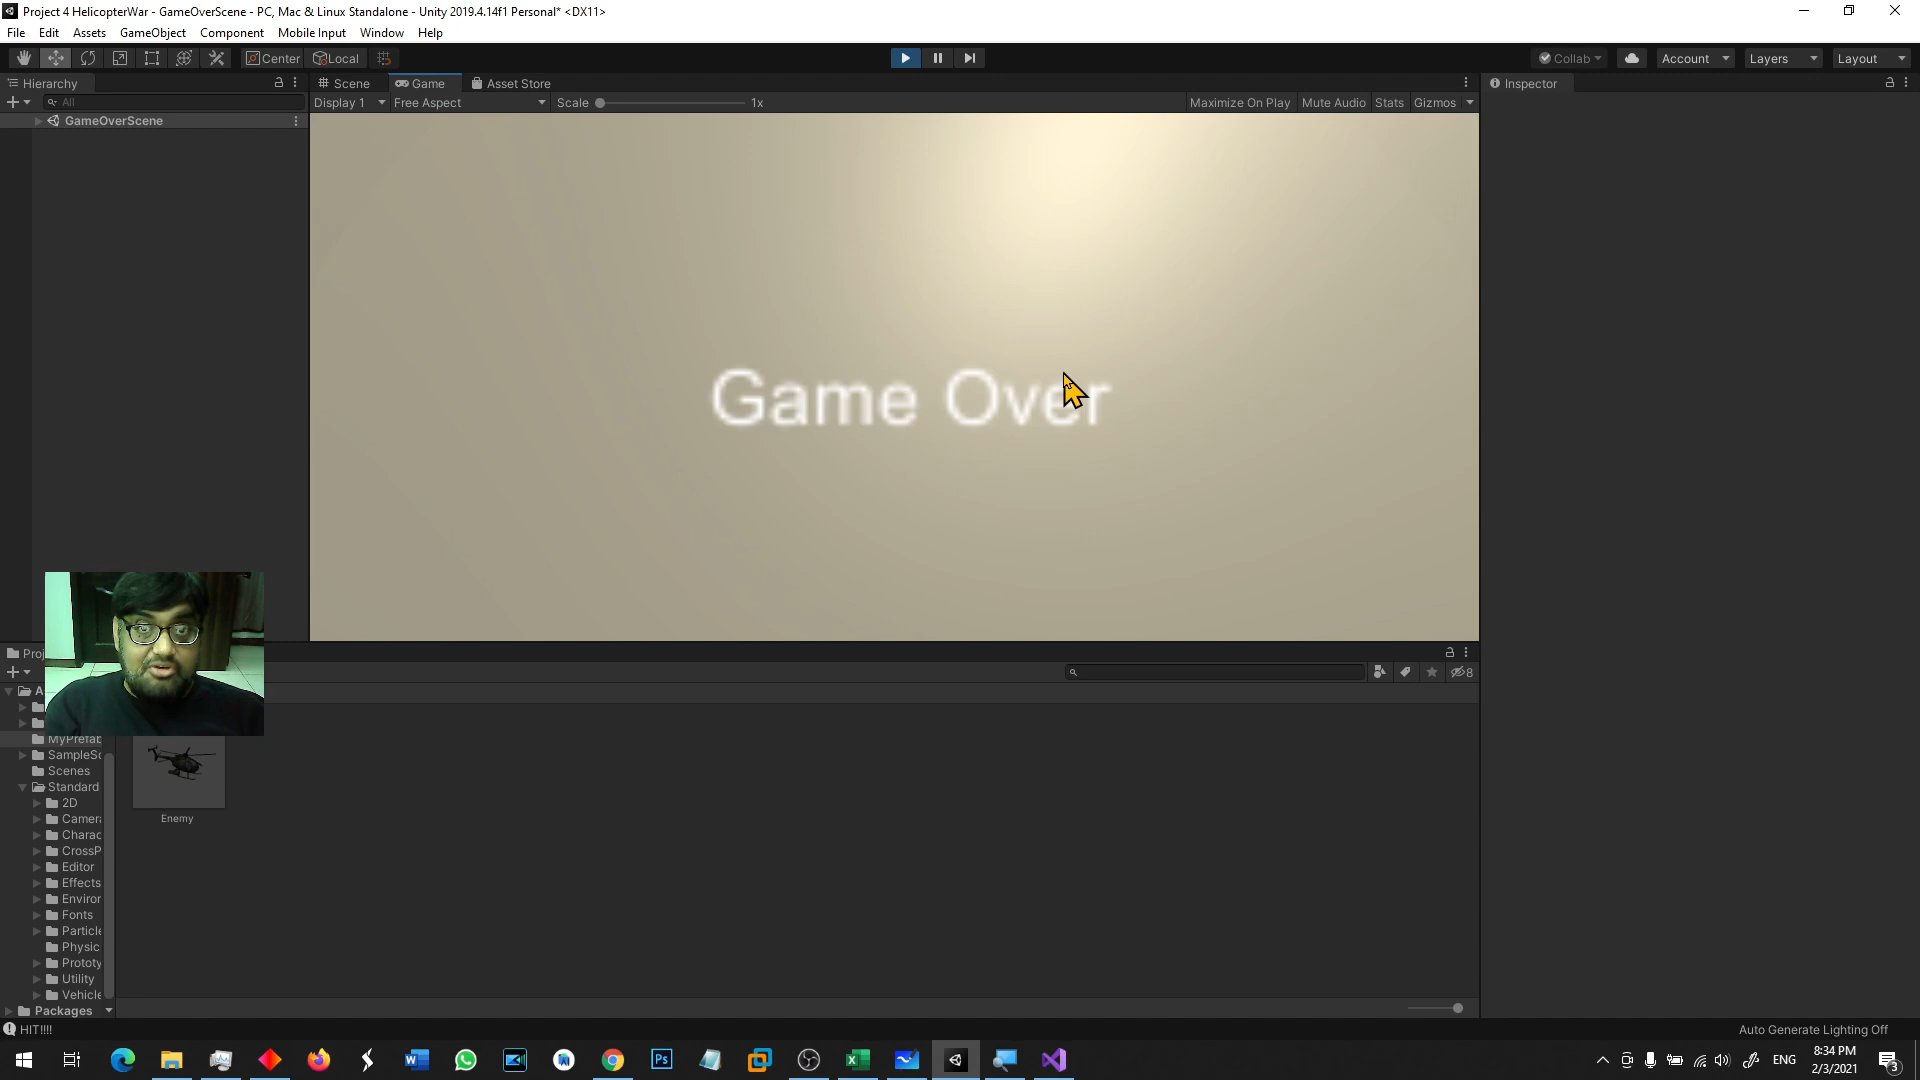 Project 4 HelicopterWar - GameOverScene - PC, Mac & Linux Standalone - Unity 2019.4.14f1 Personal* <DX11>
File Edit Assets GameObject Component Mobile Input Window Help
Center Local Collab Account Layers Layout
Hierarchy Scene Game Asset Store Inspector
All Display 1 Free Aspect Scale 1x Maximize On Play Mute Audio Stats Gizmos
GameOverScene
Game Over
Proj
8
A
MyPrefab
SampleSc
Scenes
Standard
2D
Camera
Charac
CrossP
Enemy
Editor
Effects
Enviror
Fonts
Particle
Physic
Prototy
Utility
Vehicle
Packages
HIT!!!! Auto Generate Lighting Off
ENG 8:34 PM
2/3/2021 3